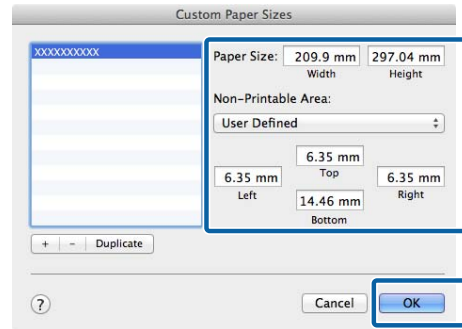 Custom Paper Sizes
XXXXXXXXXX
Paper Size: 209.9 mm 297.04 mm
Width Height
Non-Printable Area:
User Defined
6.35 mm
Top
6.35 mm 6.35 mm
Left Right
14.46 mm
Bottom
+ - Duplicate
? Cancel OK